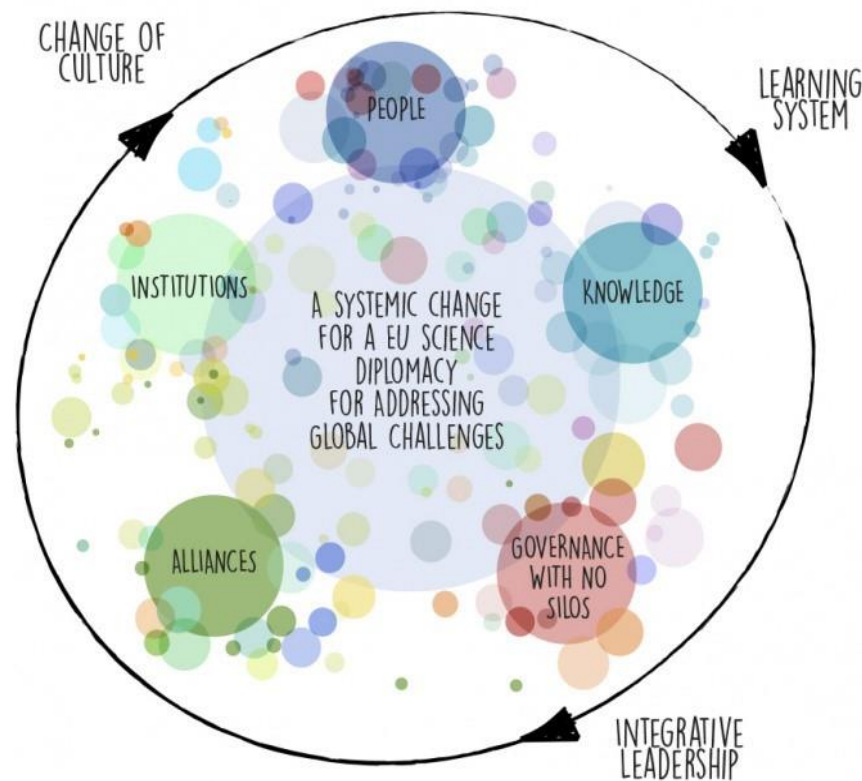 CHANGE OF
CULTURE
PEOPLE
LEARNING
SYSTEM
INSTITUTIONS
KNOWLEDGE
A SYSTEMIC CHANGE
FOR A EU SCIENCE
DIPLOMACY
FOR ADDRESSING
GLOBAL CHALLENGES
ALLIANCES
GOVERNANCE
WITH NO
SILOS
INTEGRATIVE
LEADERSHIP